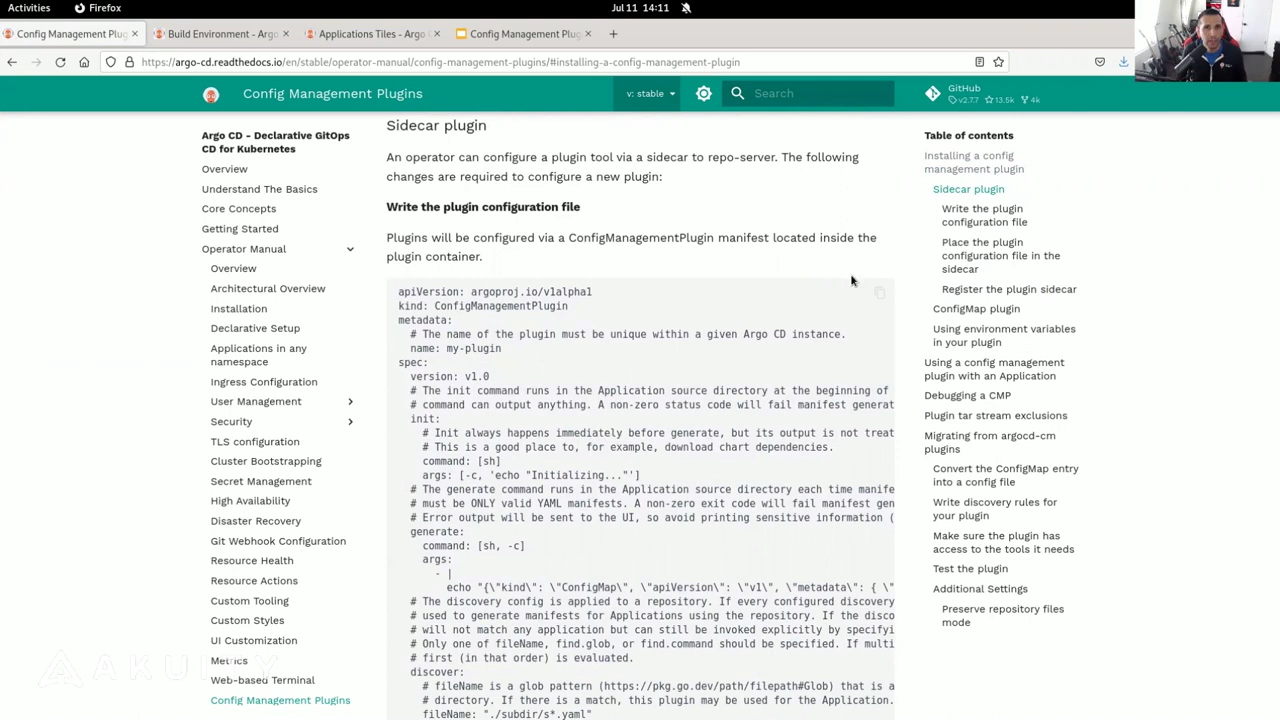 Activities
Firefox
Jul 11 14:11
Config Management Plug
Build Environment - Argo
Applications Tiles - Argo C
Config Management Plug
https://argo-cd.readthedocs.io/en/stable/operator-manual/config-management-plugins/#installing-a-config-management-plugin
Config Management Plugins
v: stable
Search
GitHub
v2.7.7 13.5k 4k
Argo CD - Declarative GitOps
CD for Kubernetes
Overview
Understand The Basics
Core Concepts
Getting Started
Operator Manual
Overview
Architectural Overview
Installation
Declarative Setup
Applications in any
namespace
Ingress Configuration
User Management
Security
TLS configuration
Cluster Bootstrapping
Secret Management
High Availability
Disaster Recovery
Git Webhook Configuration
Resource Health
Resource Actions
Custom Tooling
Custom Styles
UI Customization
Metrics
Web-based Terminal
Config Management Plugins
AKUITY
Sidecar plugin
An operator can configure a plugin tool via a sidecar to repo-server. The following
changes are required to configure a new plugin:
Write the plugin configuration file
Plugins will be configured via a ConfigManagementPlugin manifest located inside the
plugin container.
apiVersion: argoproj.io/v1alpha1
kind: ConfigManagementPlugin
metadata:
# The name of the plugin must be unique within a given Argo CD instance.
name: my-plugin
spec:
version: v1.0
# The init command runs in the Application source directory at the beginning of
# command can output anything. A non-zero status code will fail manifest generat
init:
# Init always happens immediately before generate, but its output is not treat
# This is a good place to, for example, download chart dependencies.
command: [sh]
args: [-c, 'echo "Initializing..."']
# The generate command runs in the Application source directory each time manife
# must be ONLY valid YAML manifests. A non-zero exit code will fail manifest gen
# Error output will be sent to the UI, so avoid printing sensitive information (
generate:
command: [sh, -c]
args:
- |
echo "{\"kind\": \"ConfigMap\", \"apiVersion\": \"v1\", \"metadata\": { \"
# The discovery config is applied to a repository. If every configured discovery
# used to generate manifests for Applications using the repository. If the disco
# will not match any application but can still be invoked explicitly by specifyi
# Only one of fileName, find.glob, or find.command should be specified. If multi
# first (in that order) is evaluated.
discover:
# fileName is a glob pattern (https://pkg.go.dev/path/filepath#Glob) that is a
# directory. If there is a match, this plugin may be used for the Application.
fileName: "./subdir/s*.yaml"
Table of contents
Installing a config
management plugin
Sidecar plugin
Write the plugin
configuration file
Place the plugin
configuration file in the
sidecar
Register the plugin sidecar
ConfigMap plugin
Using environment variables
in your plugin
Using a config management
plugin with an Application
Debugging a CMP
Plugin tar stream exclusions
Migrating from argocd-cm
plugins
Convert the ConfigMap entry
into a config file
Write discovery rules for
your plugin
Make sure the plugin has
access to the tools it needs
Test the plugin
Additional Settings
Preserve repository files
mode